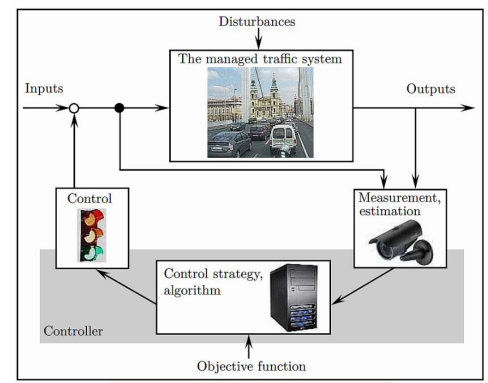 Disturbances
The managed traffic system
Inputs
Outputs
Control
Measurement,
estimation
Control strategy,
algorithm
Controller
Objective function